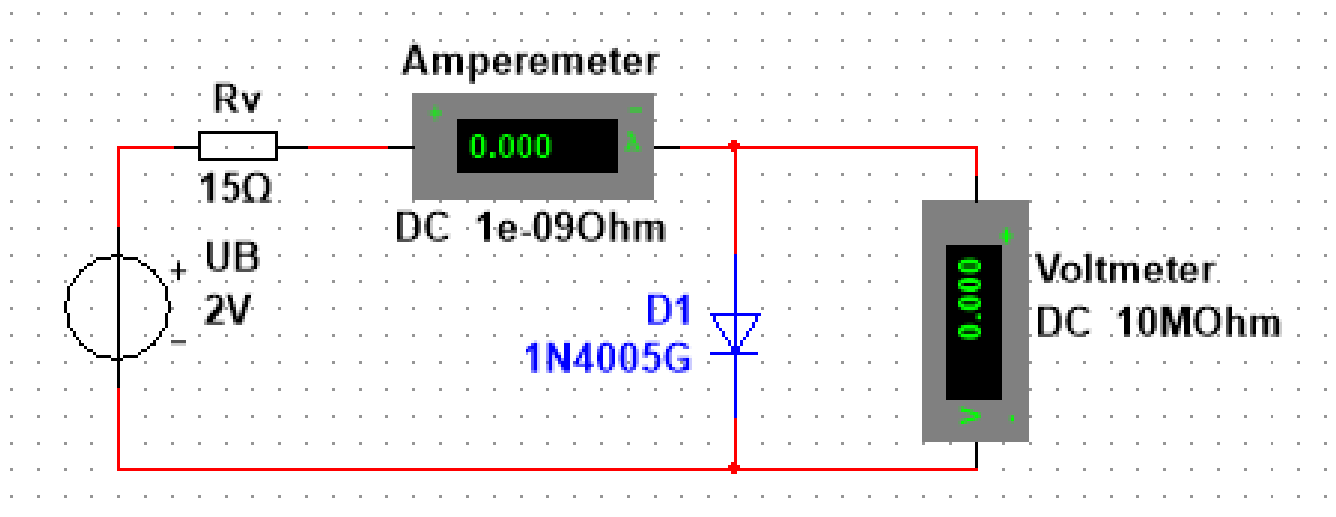 Amperemeter
Rv
+ −
0.000 A
15Ω
DC 1e-09Ohm
+ UB
2V
−
D1
1N4005G
+
0.000
V -
Voltmeter
DC 10MOhm